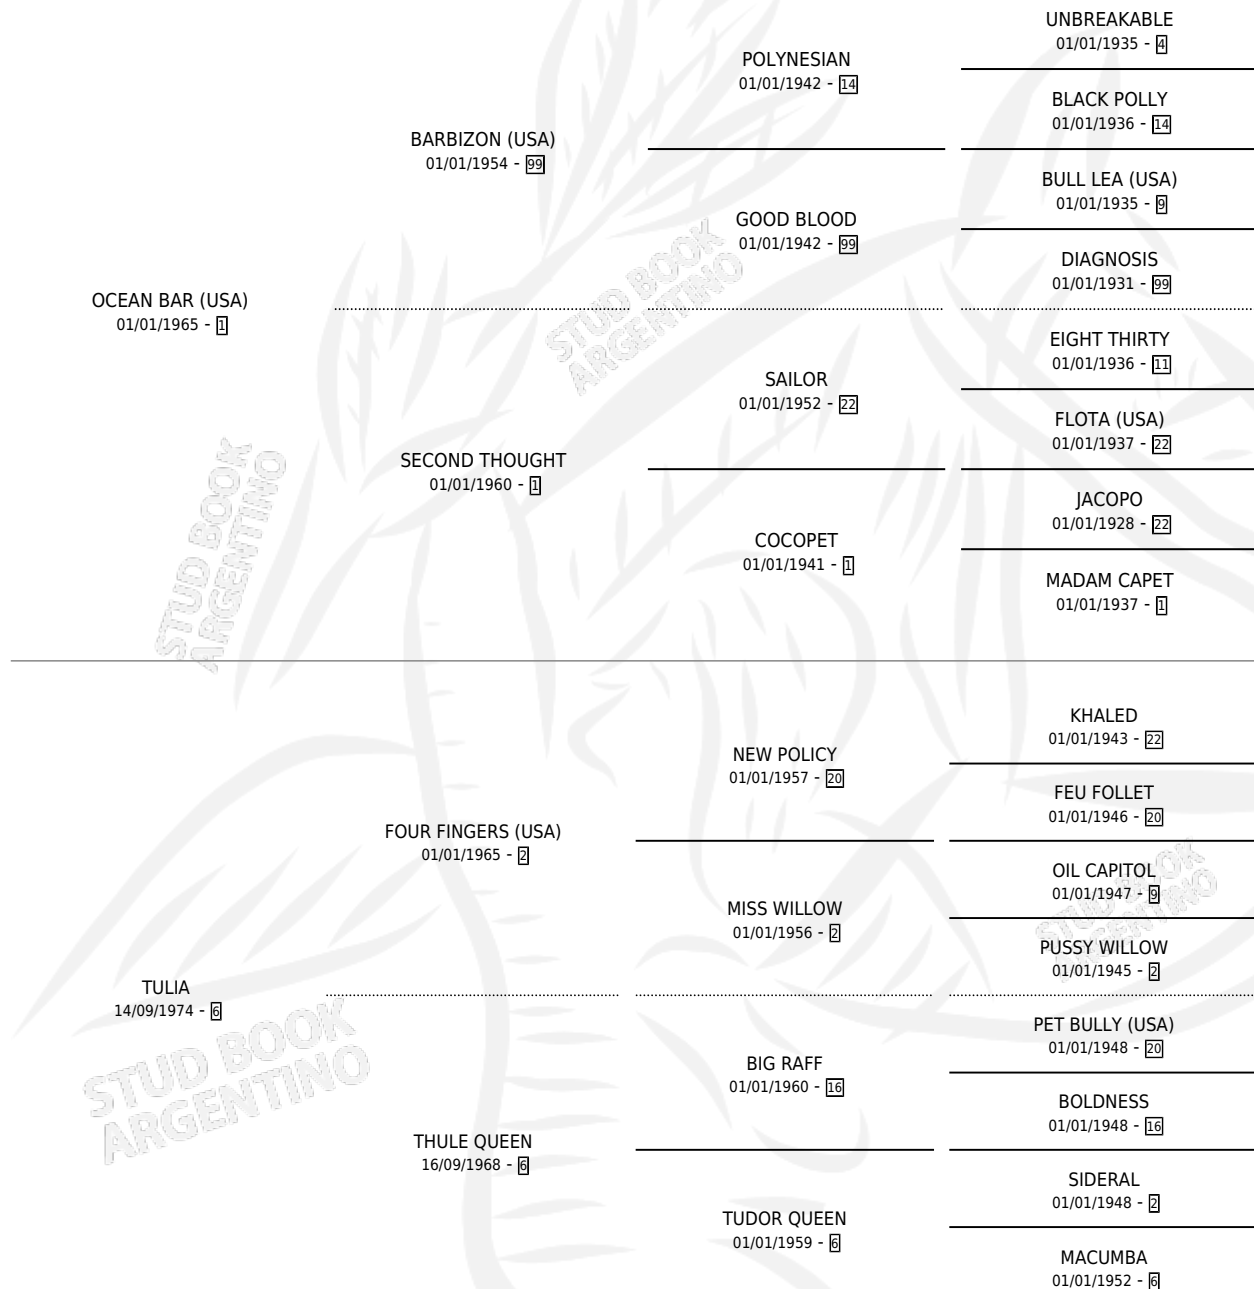 OCEAN BAR (USA)
01/01/1965 - 1
BARBIZON (USA)
01/01/1954 - 99
SECOND THOUGHT
01/01/1960 - 1
POLYNESIAN
01/01/1942 - 14
GOOD BLOOD
01/01/1942 - 99
SAILOR
01/01/1952 - 22
COCOPET
01/01/1941 - 1
UNBREAKABLE
01/01/1935 - 4
BLACK POLLY
01/01/1936 - 14
BULL LEA (USA)
01/01/1935 - 9
DIAGNOSIS
01/01/1931 - 99
EIGHT THIRTY
01/01/1936 - 11
FLOTA (USA)
01/01/1937 - 22
JACOPO
01/01/1928 - 22
MADAM CAPET
01/01/1937 - 1
STUD BOOK
ARGENTINO
STUD BOOK
ARGENTINO
TULIA
14/09/1974 - 6
FOUR FINGERS (USA)
01/01/1965 - 2
THULE QUEEN
16/09/1968 - 6
NEW POLICY
01/01/1957 - 20
MISS WILLOW
01/01/1956 - 2
BIG RAFF
01/01/1960 - 16
TUDOR QUEEN
01/01/1959 - 6
KHALED
01/01/1943 - 22
FEU FOLLET
01/01/1946 - 20
OIL CAPITOL
01/01/1947 - 9
PUSSY WILLOW
01/01/1945 - 2
PET BULLY (USA)
01/01/1948 - 20
BOLDNESS
01/01/1948 - 16
SIDERAL
01/01/1948 - 2
MACUMBA
01/01/1952 - 6
STUD BOOK
ARGENTINO
STUD BOOK
ARGENTINO